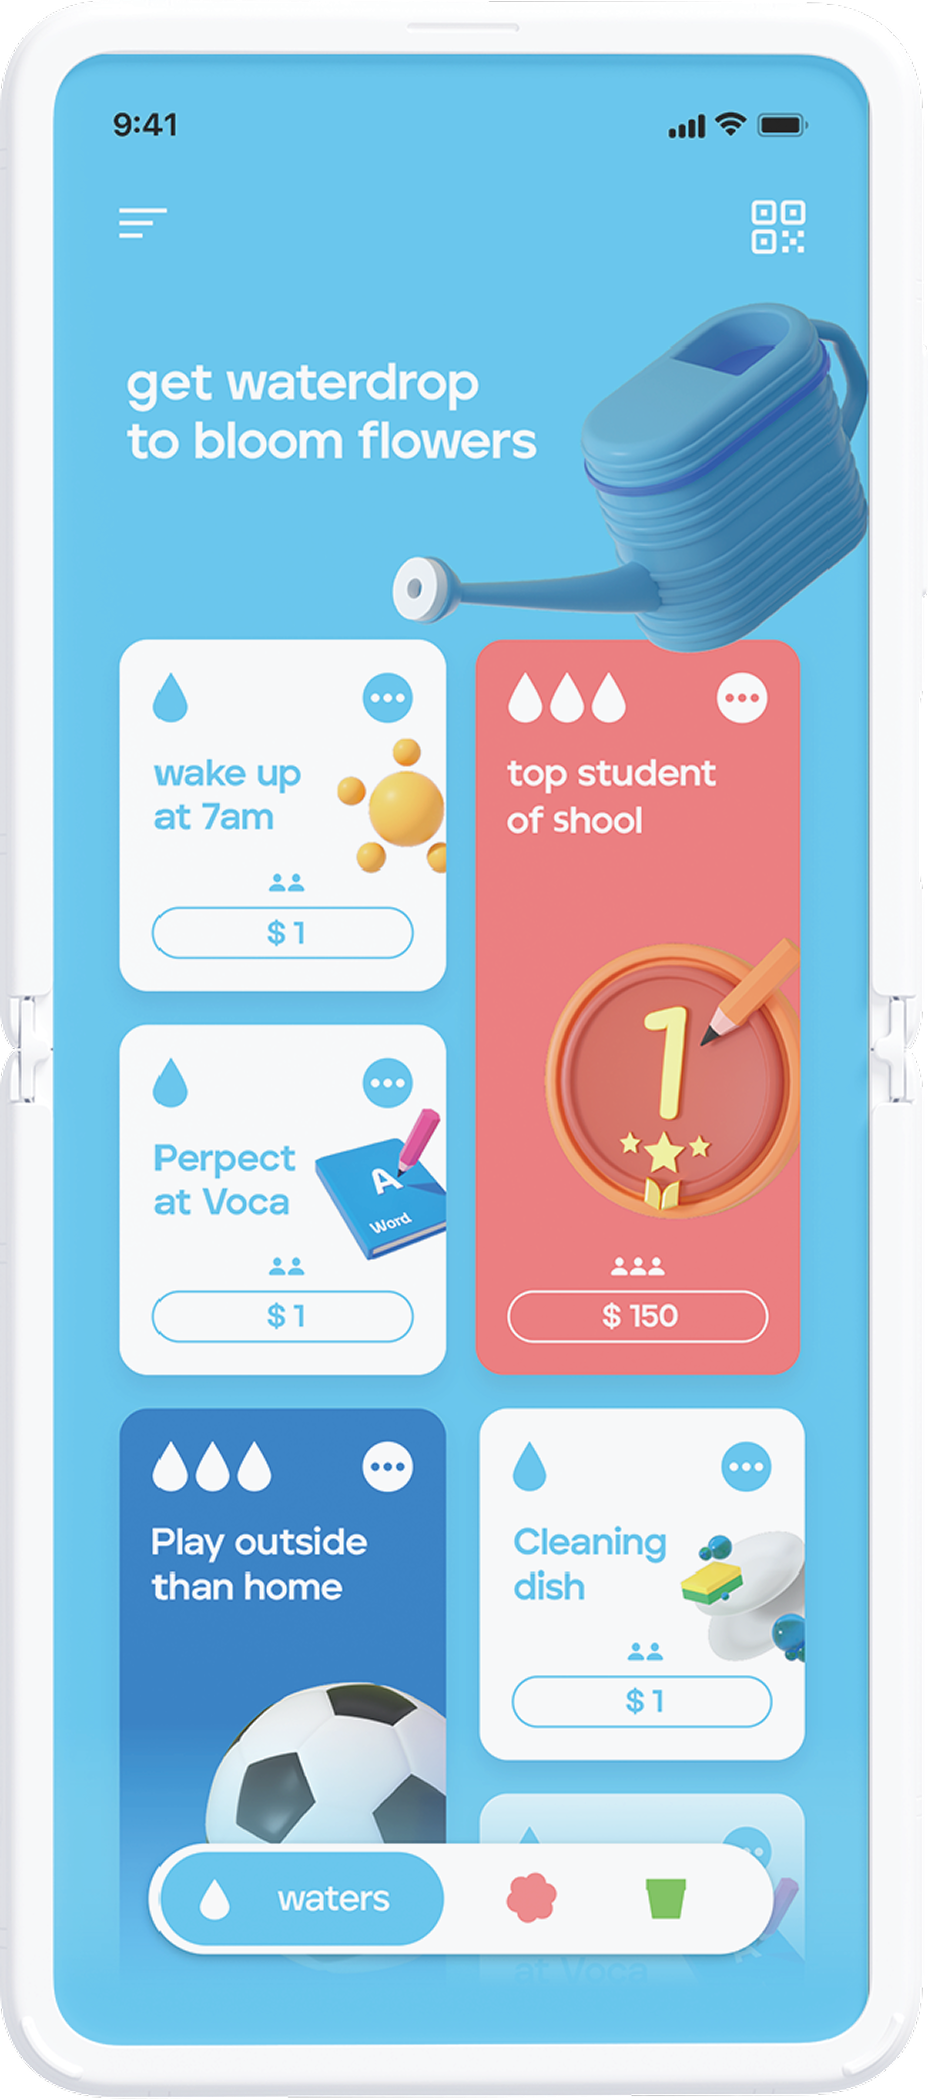 9:41
get waterdrop
to bloom flowers
wake up
at 7am
$ 1
top student
of shool
1
$ 150
Perpect
at Voca
A
Word
$ 1
Play outside
than home
Cleaning
dish
$ 1
waters
at Voca